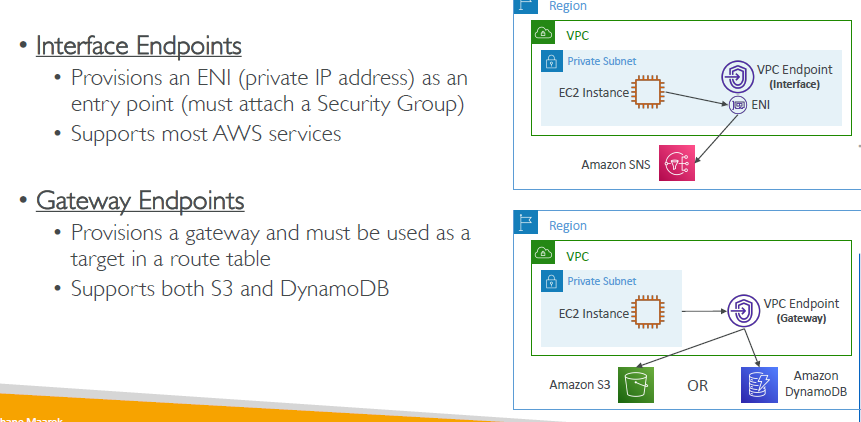 • Interface Endpoints
• Provisions an ENI (private IP address) as an
entry point (must attach a Security Group)
• Supports most AWS services
• Gateway Endpoints
• Provisions a gateway and must be used as a
target in a route table
• Supports both S3 and DynamoDB
Region
VPC
Private Subnet
EC2 Instance
VPC Endpoint
(Interface)
ENI
Amazon SNS
Region
VPC
Private Subnet
EC2 Instance
VPC Endpoint
(Gateway)
Amazon S3
OR
Amazon
DynamoDB